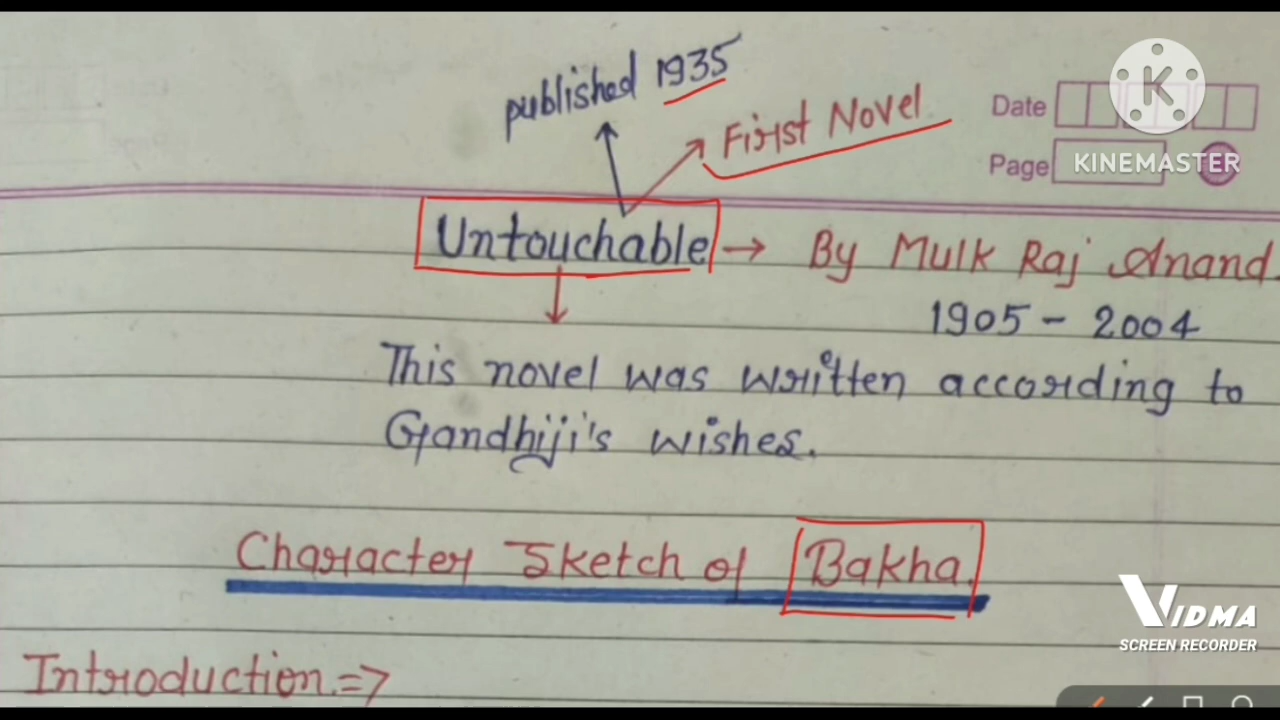 published 1935
First Novel
Date
Page
KINEMASTER
Untouchable → By Mulk Raj Anand
1905 - 2004
This novel was written according to
Gandhiji's wishes.
Character Sketch of Bakha.
VIDMA
SCREEN RECORDER
Introduction.=>